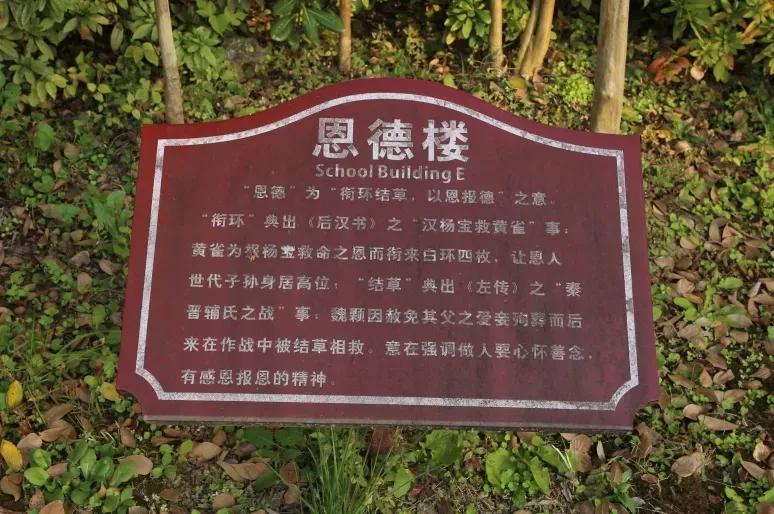 恩德楼
School Building E
“恩德”为“衔环结草，以恩报德”之意。
“衔环”典出《后汉书》之“汉杨宝救黄雀”事：
黄雀为报杨宝救命之恩而衔来白环四枚，让恩人
世代子孙身居高位；“结草”典出《左传》之“秦
晋辅氏之战”事：魏颗因赦免其父之爱妾殉葬而后
来在作战中被结草相救。意在强调做人要心怀善念，
有感恩报恩的精神。